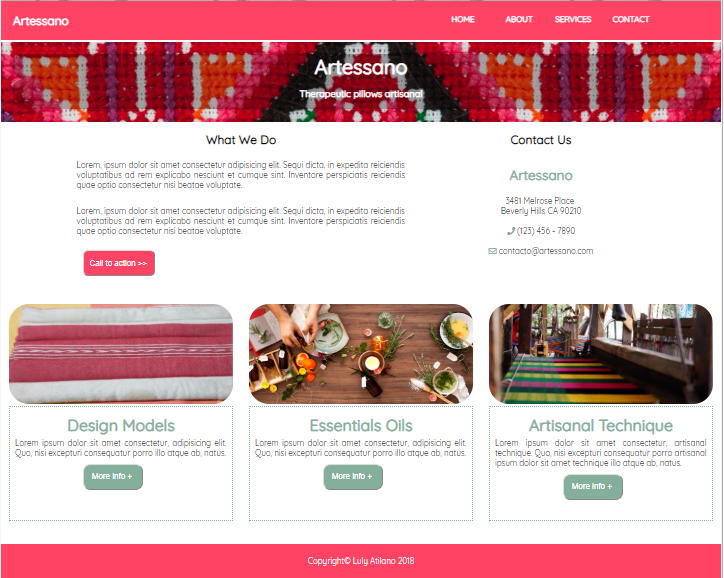 Artessano
HOME ABOUT SERVICES CONTACT
Artessano
Therapeutic pillows artisanal
What We Do
Lorem, ipsum dolor sit amet consectetur adipisicing elit. Sequi dicta, in expedita reiciendis
voluptatibus ad rem explicabo nesciunt et cumque sint. Inventore perspiciatis reiciendis
quae optio consectetur nisi beatae voluptate.
Lorem, ipsum dolor sit amet consectetur adipisicing elit. Sequi dicta, in expedita reiciendis
voluptatibus ad rem explicabo nesciunt et cumque sint. Inventore perspiciatis reiciendis
quae optio consectetur nisi beatae voluptate.
Call to action >>
Contact Us
Artessano
3481 Melrose Place
Beverly Hills CA 90210
(123) 456 - 7890
contacto@artessano.com
Design Models
Lorem ipsum dolor sit amet consectetur, adipisicing elit.
Quo, nisi excepturi consequatur porro illo atque ab, natus.
More Info +
Essentials Oils
Lorem ipsum dolor sit amet consectetur, adipisicing elit.
Quo, nisi excepturi consequatur porro illo atque ab, natus.
More Info +
Artisanal Technique
Lorem ipsum dolor sit amet consectetur, artisanal
technique. Quo, nisi excepturi consequatur porro artisanal
ipsum dolor sit amet technique illo atque ab, natus.
More Info +
Copyright© Luly Atilano 2018